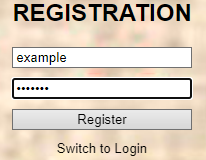 REGISTRATION
example
•••••••
Register
Switch to Login